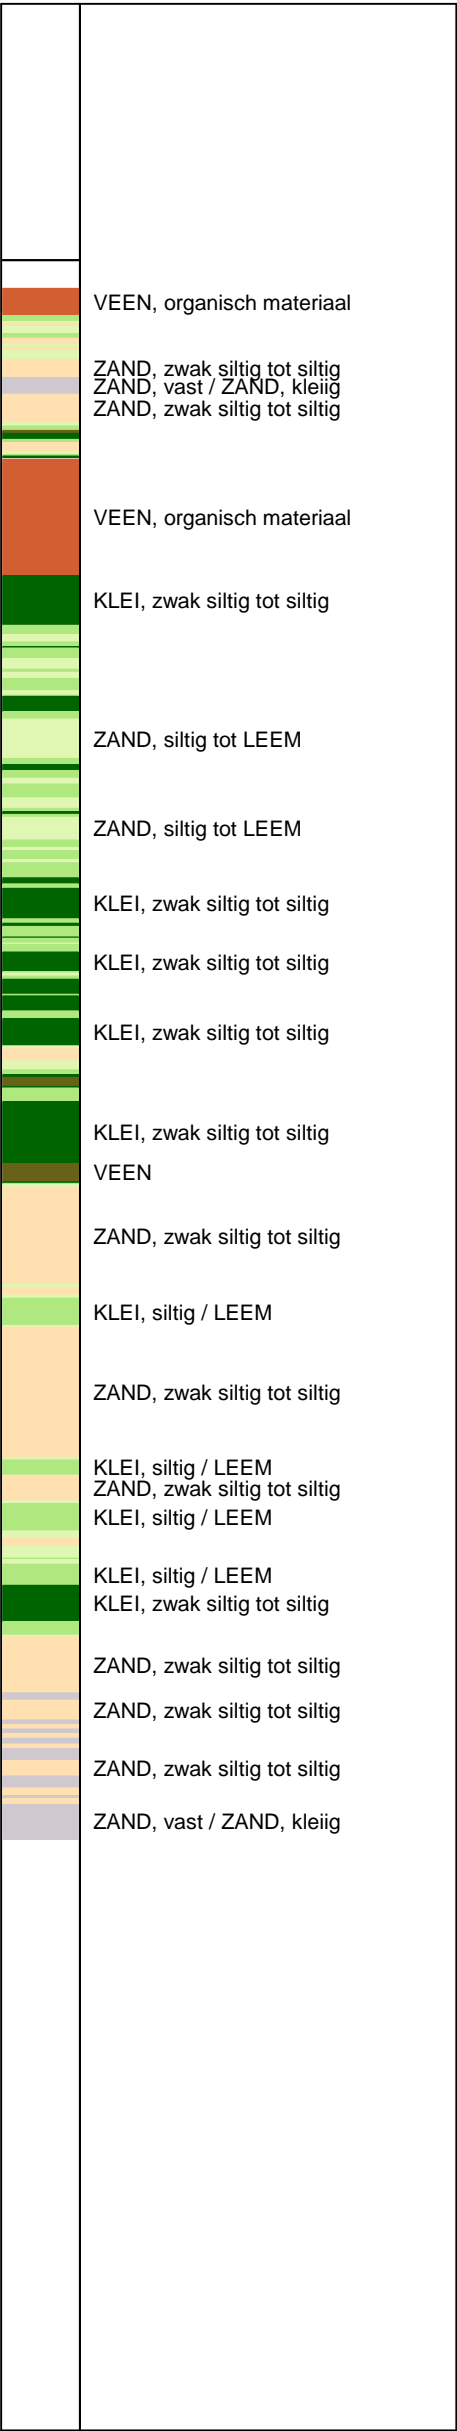 VEEN, organisch materiaal
ZAND, zwak siltig tot siltig
ZAND, vast / ZAND, kleiig
ZAND, zwak siltig tot siltig
VEEN, organisch materiaal
KLEI, zwak siltig tot siltig
ZAND, siltig tot LEEM
ZAND, siltig tot LEEM
KLEI, zwak siltig tot siltig
KLEI, zwak siltig tot siltig
KLEI, zwak siltig tot siltig
KLEI, zwak siltig tot siltig
VEEN
ZAND, zwak siltig tot siltig
KLEI, siltig / LEEM
ZAND, zwak siltig tot siltig
KLEI, siltig / LEEM
ZAND, zwak siltig tot siltig
KLEI, siltig / LEEM
KLEI, siltig / LEEM
KLEI, zwak siltig tot siltig
ZAND, zwak siltig tot siltig
ZAND, zwak siltig tot siltig
ZAND, zwak siltig tot siltig
ZAND, vast / ZAND, kleiig